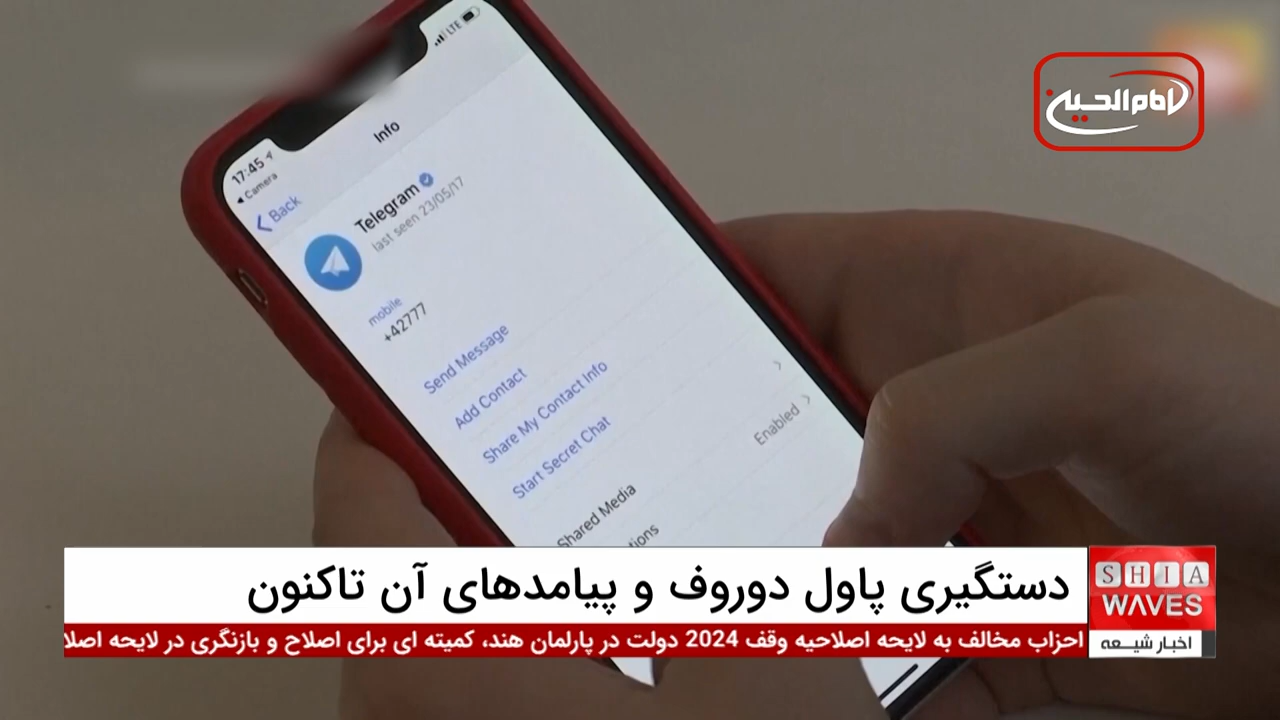 امام‌الحسین
17:45
LTE
Camera
Back
Info
Telegram
last seen 23/05/17
mobile
+42777
Send Message
Add Contact
Share My Contact Info
Start Secret Chat
Shared Media
Enabled
دستگیری پاول دوروف و پیامدهای آن تاکنون
SHIA
WAVES
اخبار شیعه
احزاب مخالف به لایحه اصلاحیه وقف 2024 دولت در پارلمان هند، کمیته ای برای اصلاح و بازنگری در لایحه اصلا